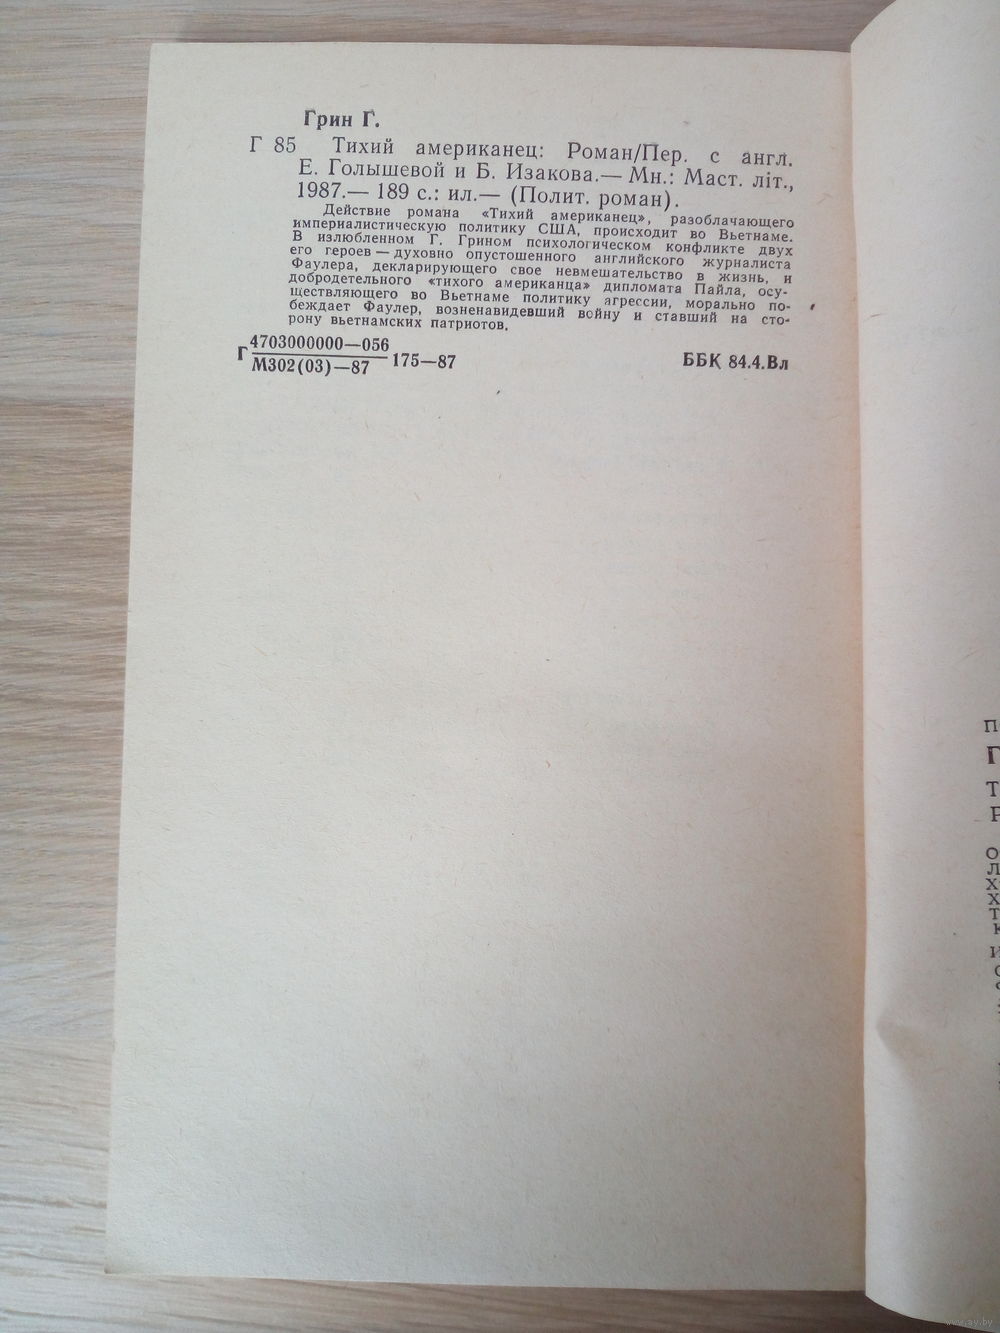 Грин Г.
Г 85 Тихий американец: Роман/Пер. с англ.
Е. Голышевой и Б. Изакова.— Мн.: Маст. літ.,
1987.— 189 с.: ил.— (Полит. роман).
Действие романа «Тихий американец», разоблачающего
империалистическую политику США, происходит во Вьетнаме.
В излюбленном Г. Грином психологическом конфликте двух
его героев — духовно опустошенного английского журналиста
Фаулера, декларирующего свое невмешательство в жизнь, и
добродетельного «тихого американца» дипломата Пайла, осу-
ществляющего во Вьетнаме политику агрессии, морально по-
беждает Фаулер, возненавидевший войну и ставший на сто-
рону вьетнамских патриотов.
Г 4703000000—056
М302(03)—87 175—87 ББК 84.4.Вл
www.ay.by